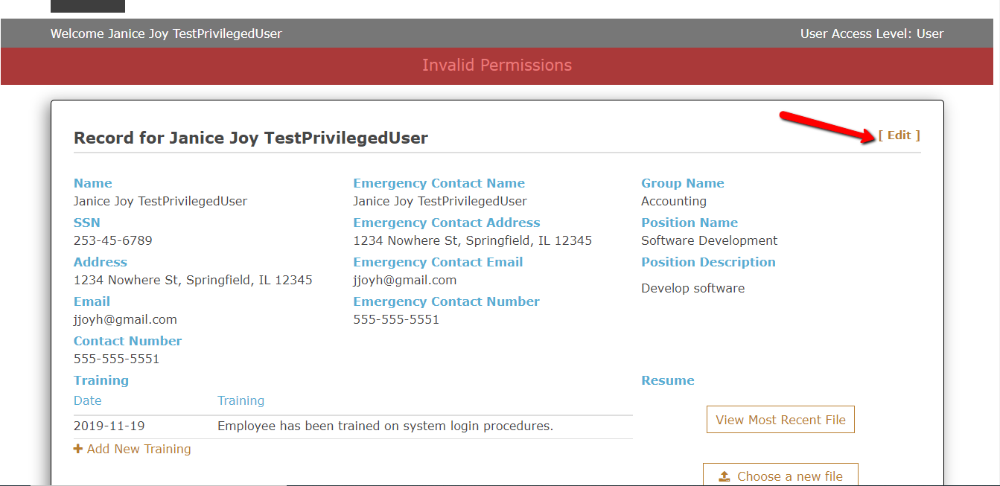 Welcome Janice Joy TestPrivilegedUser
User Access Level: User
Invalid Permissions
Record for Janice Joy TestPrivilegedUser
[ Edit ]
Name
Janice Joy TestPrivilegedUser
SSN
253-45-6789
Address
1234 Nowhere St, Springfield, IL 12345
Email
jjoyh@gmail.com
Contact Number
555-555-5551
Emergency Contact Name
Janice Joy TestPrivilegedUser
Emergency Contact Address
1234 Nowhere St, Springfield, IL 12345
Emergency Contact Email
jjoyh@gmail.com
Emergency Contact Number
555-555-5551
Group Name
Accounting
Position Name
Software Development
Position Description
Develop software
Training
Date Training
2019-11-19 Employee has been trained on system login procedures.
+ Add New Training
Resume
View Most Recent File
Choose a new file